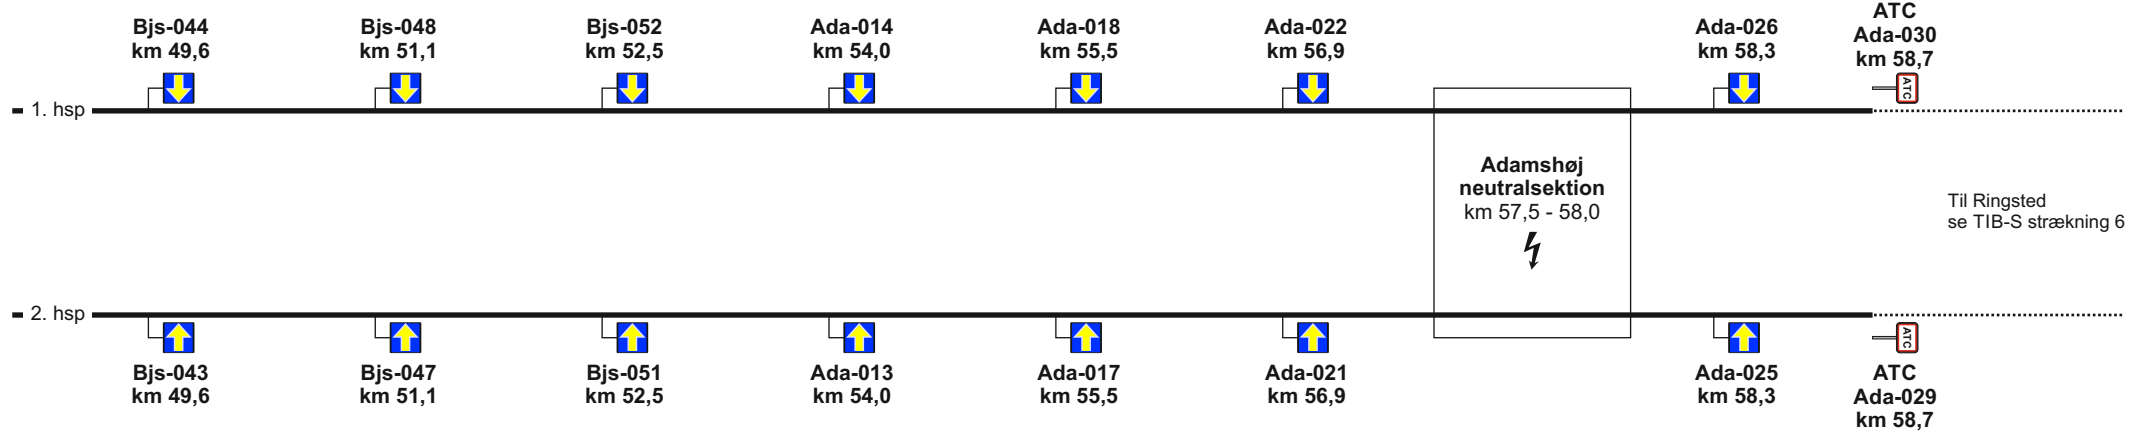 Bjs-044
km 49,6
Bjs-048
km 51,1
Bjs-052
km 52,5
Ada-014
km 54,0
Ada-018
km 55,5
Ada-022
km 56,9
Ada-026
km 58,3
ATC
Ada-030
km 58,7
ATC
1. hsp
Adamshøj
neutralsektion
km 57,5 - 58,0
Til Ringsted
se TIB-S strækning 6
2. hsp
ATC
Bjs-043
km 49,6
Bjs-047
km 51,1
Bjs-051
km 52,5
Ada-013
km 54,0
Ada-017
km 55,5
Ada-021
km 56,9
Ada-025
km 58,3
ATC
Ada-029
km 58,7